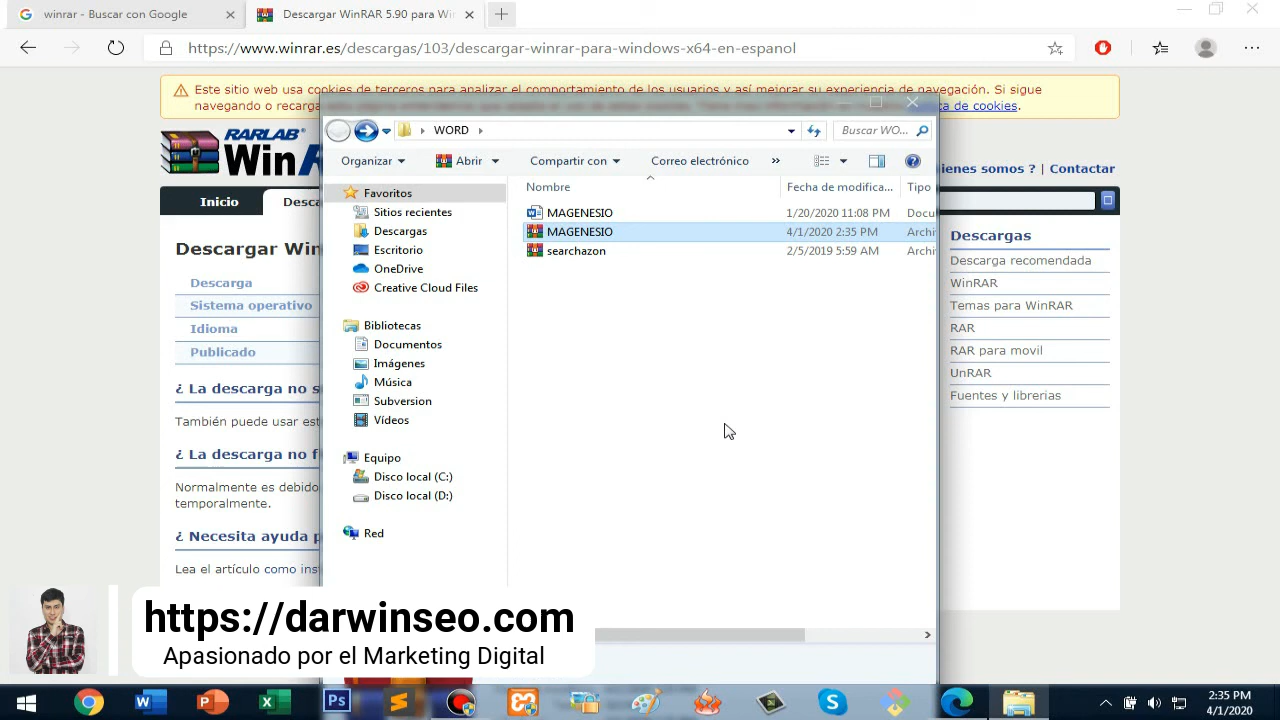 winrar - Buscar con Google
Descargar WinRAR 5.90 para Win
https://www.winrar.es/descargas/103/descargar-winrar-para-windows-x64-en-espanol
Este sitio web usa cookies de terceros para analizar el comportamiento de los usuarios y así mejorar su experiencia de navegación. Si sigue
navegando o recarga
de cookies.
RARLAB
WinR
ienes somos ? | Contactar
Inicio
Desca
Descargar Wi
Descarga
Sistema operativo
Idioma
Publicado
¿ La descarga no s
También puede usar est
¿ La descarga no f
Normalmente es debido
temporalmente.
¿ Necesita ayuda p
Lea el artículo como inst
WORD
Buscar WO...
Organizar
Abrir
Compartir con
Correo electrónico
»
Favoritos
Sitios recientes
Descargas
Escritorio
OneDrive
Creative Cloud Files
Bibliotecas
Documentos
Imágenes
Música
Subversion
Vídeos
Equipo
Disco local (C:)
Disco local (D:)
Red
Nombre
Fecha de modifica...
Tipo
MAGENESIO
1/20/2020 11:08 PM
Docu
MAGENESIO
4/1/2020 2:35 PM
Archi
searchazon
2/5/2019 5:59 AM
Archi
Descargas
Descarga recomendada
WinRAR
Temas para WinRAR
RAR
RAR para movil
UnRAR
Fuentes y librerias
https://darwinseo.com
Apasionado por el Marketing Digital
Ps
2:35 PM
4/1/2020